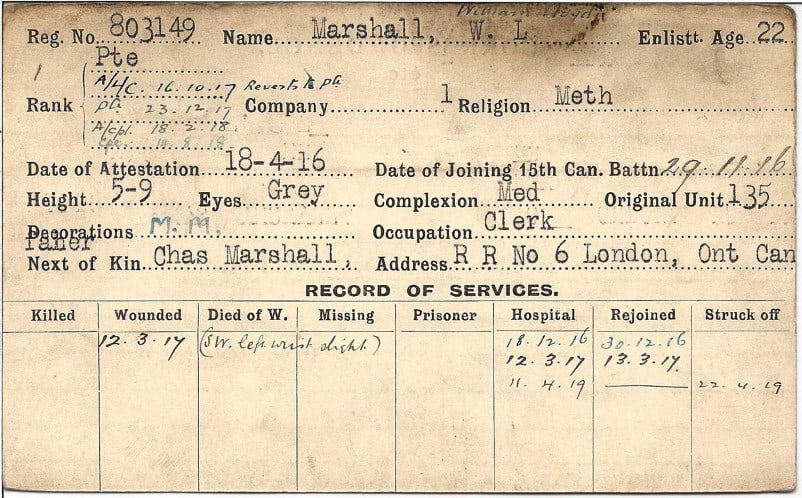 William Lloyd
Reg. No. 803149 Name Marshall, W. L Enlistt. Age 22
Pte
1
A/L/C. 16.10.17 Reverts to pte
Rank Pte. 23.12.17 Company 1 Religion Meth
A/Cpl. 18.2.18
Cpl.
Date of Attestation 18-4-16 Date of Joining 15th Can. Battn 29.11.16
Height 5-9 Eyes Grey Complexion Med Original Unit 135
Decorations M.M. Occupation Clerk
Next of Kin Chas Marshall, Address R R No 6 London, Ont Can
RECORD OF SERVICES.
Killed Wounded Died of W. Missing Prisoner Hospital Rejoined Struck off
12.3.17 (SW. left wrist slight) 18.12.16 30.12.16
12.3.17 13.3.17.
11.4.19 22.4.19